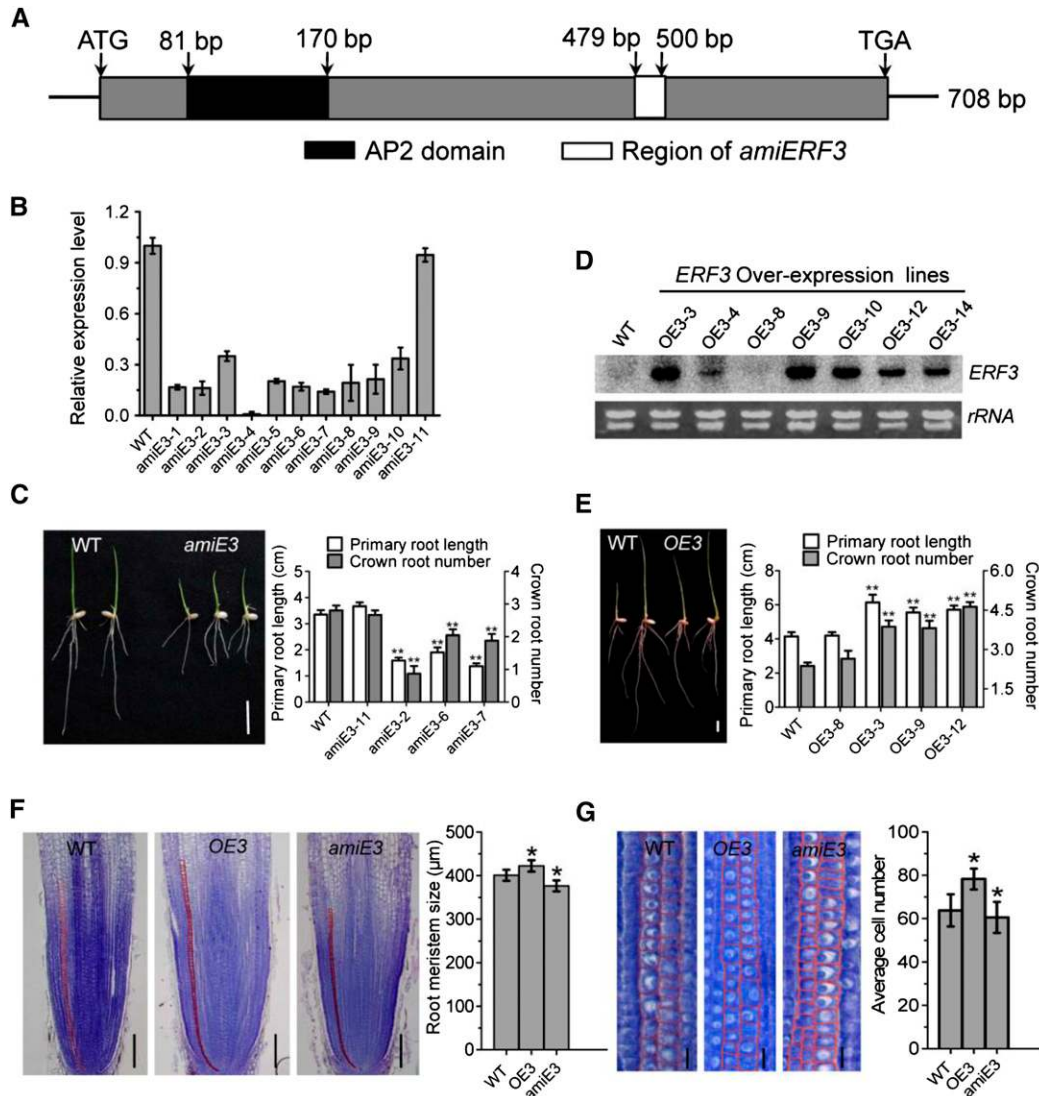 A
ATG 81 bp 170 bp 479 bp 500 bp TGA
708 bp
AP2 domain Region of amiERF3
B
Relative expression level
1.2
0.9
0.6
0.3
0.0
WT amiE3-1 amiE3-2 amiE3-3 amiE3-4 amiE3-5 amiE3-6 amiE3-7 amiE3-8 amiE3-9 amiE3-10 amiE3-11
D
ERF3 Over-expression lines
WT OE3-3 OE3-4 OE3-8 OE3-9 OE3-10 OE3-12 OE3-14
ERF3
rRNA
C
WT amiE3
Primary root length
Crown root number
Primary root length (cm)
5
4
3
2
1
0
Crown root number
4
3
2
1
0
** ** ** ** ** **
WT amiE3-11 amiE3-2 amiE3-6 amiE3-7
E
WT OE3
Primary root length
Crown root number
Primary root length (cm)
8
6
4
2
0
Crown root number
6.0
4.5
3.0
1.5
** ** ** ** ** **
WT OE3-8 OE3-3 OE3-9 OE3-12
F
WT OE3 amiE3
Root meristem size (μm)
500
400
300
200
100
0
* *
WT OE3 amiE3
G
WT OE3 amiE3
Average cell number
100
80
60
40
20
0
* *
WT OE3 amiE3